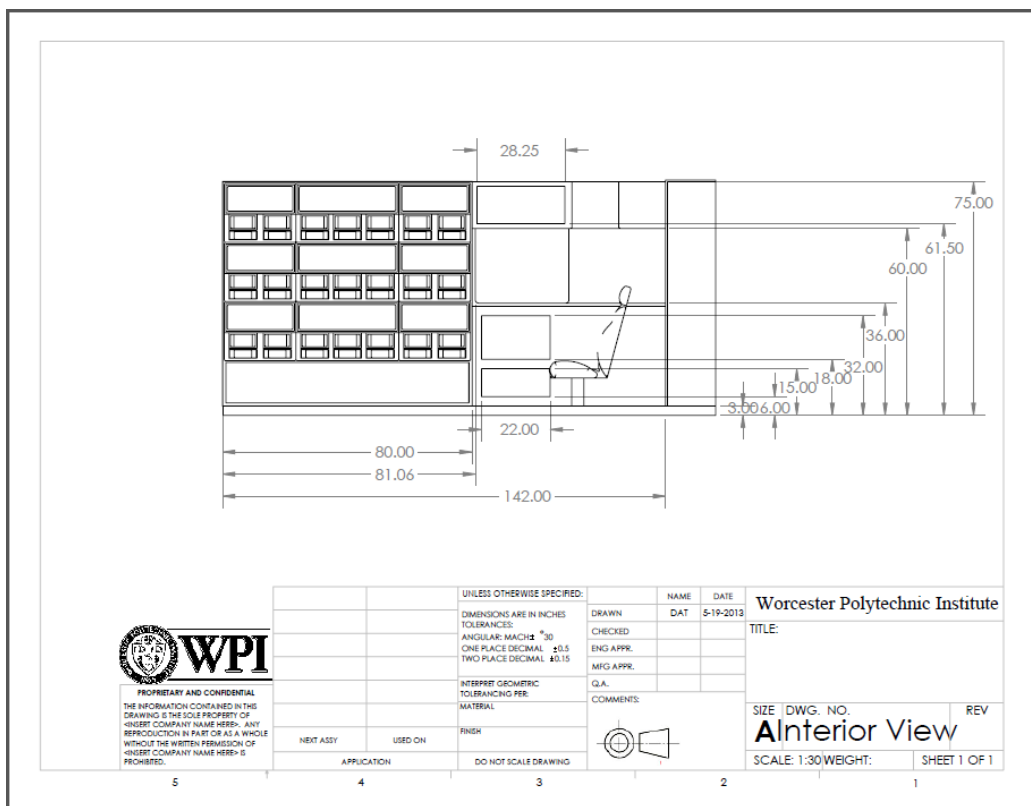 28.25
75.00
61.50
60.00
36.00
32.00
18.00
15.00
6.00
3.00
22.00
80.00
81.06
142.00
WPI
PROPRIETARY AND CONFIDENTIAL
THE INFORMATION CONTAINED IN THIS
DRAWING IS THE SOLE PROPERTY OF
<INSERT COMPANY NAME HERE>. ANY
REPRODUCTION IN PART OR AS A WHOLE
WITHOUT THE WRITTEN PERMISSION OF
<INSERT COMPANY NAME HERE> IS
PROHIBITED.
NEXT ASSY
USED ON
APPLICATION
UNLESS OTHERWISE SPECIFIED:
DIMENSIONS ARE IN INCHES
TOLERANCES:
ANGULAR: MACH± °30
ONE PLACE DECIMAL ±0.5
TWO PLACE DECIMAL ±0.15
INTERPRET GEOMETRIC
TOLERANCING PER:
MATERIAL
FINISH
DO NOT SCALE DRAWING
NAME
DATE
DRAWN
DAT
5-19-2013
CHECKED
ENG APPR.
MFG APPR.
Q.A.
COMMENTS:
Worcester Polytechnic Institute
TITLE:
SIZE
DWG. NO.
REV
A
Interior View
SCALE: 1:30
WEIGHT:
SHEET 1 OF 1
5
4
3
2
1